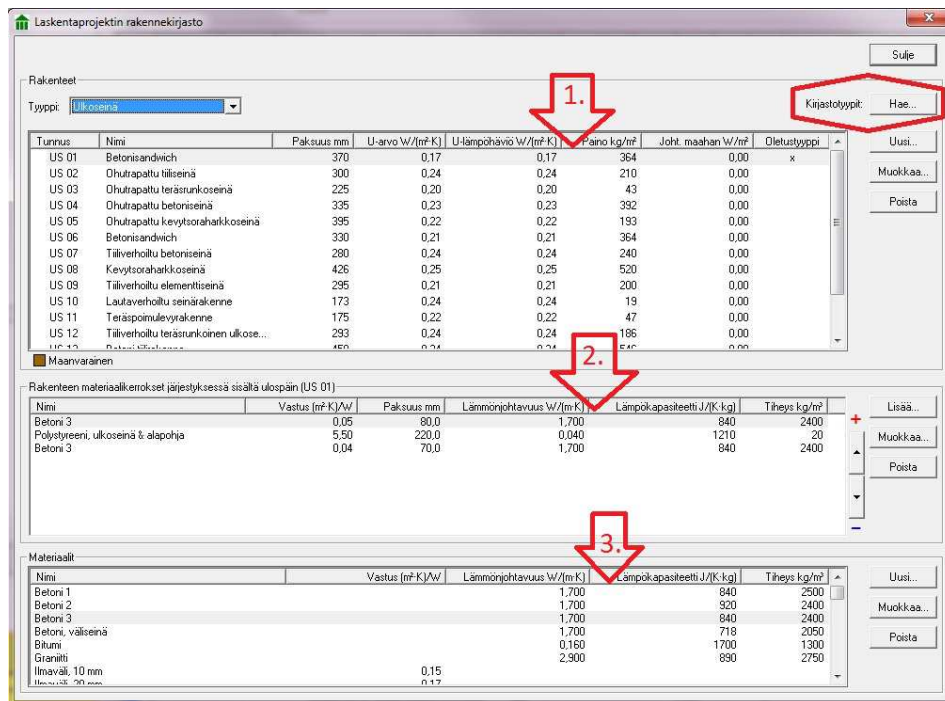 Laskentaprojektin rakennekirjasto
Sulje
Rakenteet
Tyyppi: Ulkoseinä
1.
Kirjastotyypit: Hae...
Tunnus Nimi Paksuus mm U-arvo W/(m²·K) U-lämpöhäviö W/(m²·K) Paino kg/m² Joht. maahan W/m² Oletustyyppi
US 01 Betonisandwich 370 0,17 0,17 364 0,00 x
US 02 Ohutrapattu tiiliseinä 300 0,24 0,24 210 0,00
US 03 Ohutrapattu teräsrunkoseinä 225 0,20 0,20 43 0,00
US 04 Ohutrapattu betoniseinä 335 0,23 0,23 392 0,00
US 05 Ohutrapattu kevytsoraharkkoseinä 395 0,22 0,22 193 0,00
US 06 Betonisandwich 330 0,21 0,21 364 0,00
US 07 Tiiliverhoiltu betoniseinä 280 0,24 0,24 240 0,00
US 08 Kevytsoraharkkoseinä 426 0,25 0,25 520 0,00
US 09 Tiiliverhoiltu elementtiseinä 295 0,21 0,21 200 0,00
US 10 Lautaverhoiltu seinärakenne 173 0,24 0,24 19 0,00
US 11 Teräspoimulevyrakenne 175 0,22 0,22 47 0,00
US 12 Tiiliverhoiltu teräsrunkoinen ulkose... 293 0,24 0,24 186 0,00
Uusi...
Muokkaa...
Poista
Maanvarainen
2.
Rakenteen materiaalikerrokset järjestyksessä sisältä ulospäin (US 01)
Nimi Vastus (m²·K)/W Paksuus mm Lämmönjohtavuus W/(m·K) Lämpökapasiteetti J/(K·kg) Tiheys kg/m³
Betoni 3 0,05 80,0 1,700 840 2400
Polystyreeni, ulkoseinä & alapohja 5,50 220,0 0,040 1210 20
Betoni 3 0,04 70,0 1,700 840 2400
+
−
Lisää...
Muokkaa...
Poista
3.
Materiaalit
Nimi Vastus (m²·K)/W Lämmönjohtavuus W/(m·K) Lämpökapasiteetti J/(K·kg) Tiheys kg/m³
Betoni 1 1,700 840 2500
Betoni 2 1,700 920 2400
Betoni 3 1,700 840 2400
Betoni, väliseinä 1,700 718 2050
Bitumi 0,160 1700 1300
Graniitti 2,900 890 2750
Ilmaväli, 10 mm 0,15
Uusi...
Muokkaa...
Poista